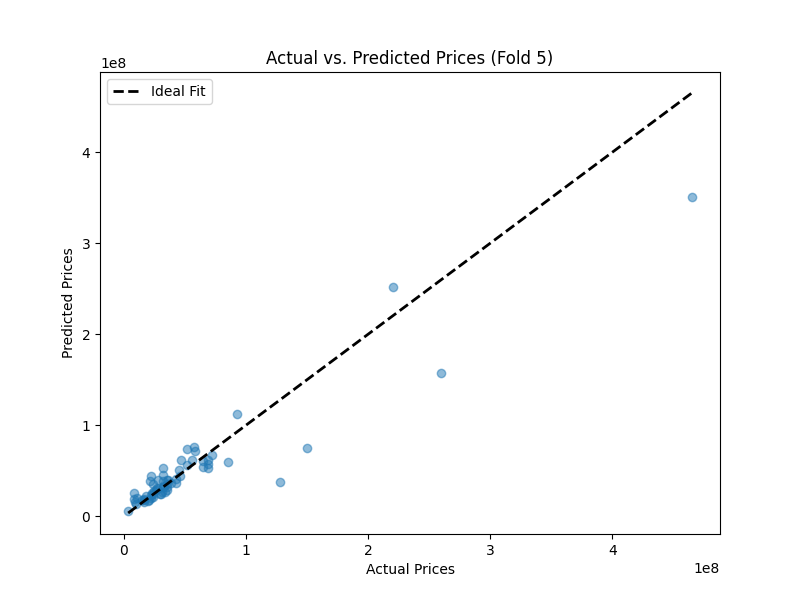 Actual vs. Predicted Prices (Fold 5)
1e8
Ideal Fit
4
3
2
1
0
Predicted Prices
0 1 2 3 4
1e8
Actual Prices